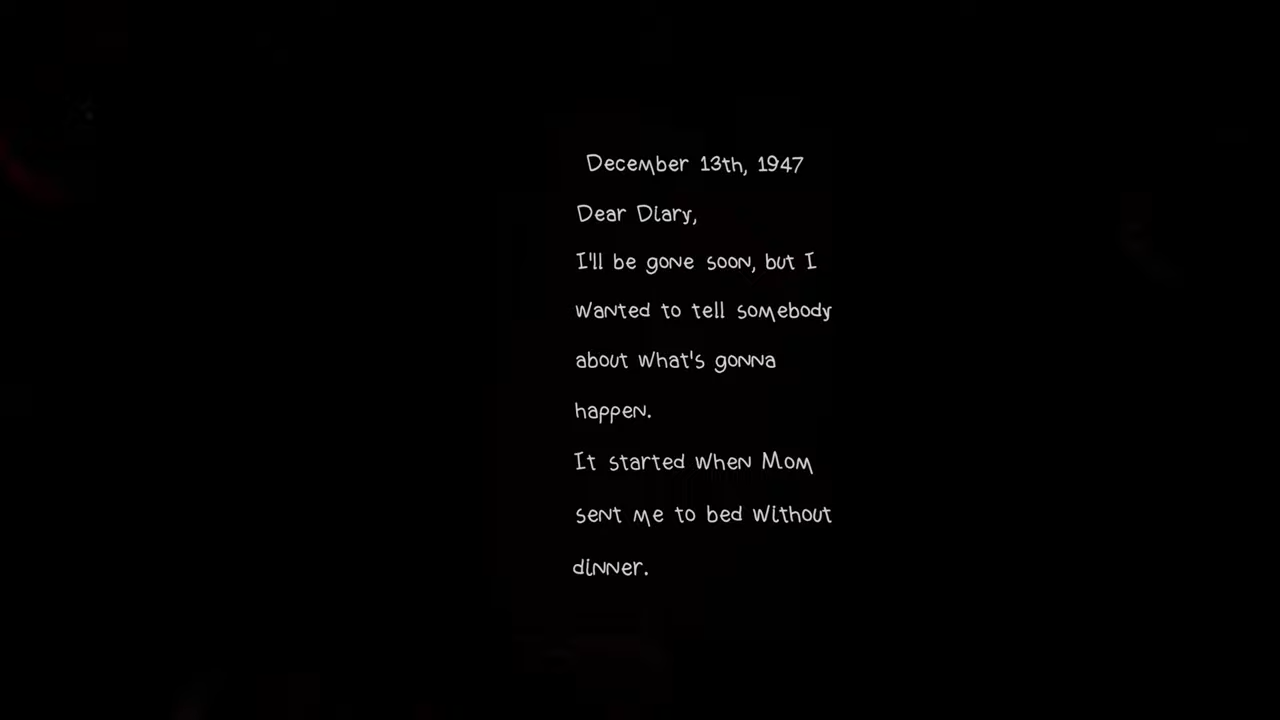 December 13th, 1947
Dear Diary,
I'll be gone soon, but I
wanted to tell somebody
about what's gonna
happen.
It started when Mom
sent me to bed without
dinner.